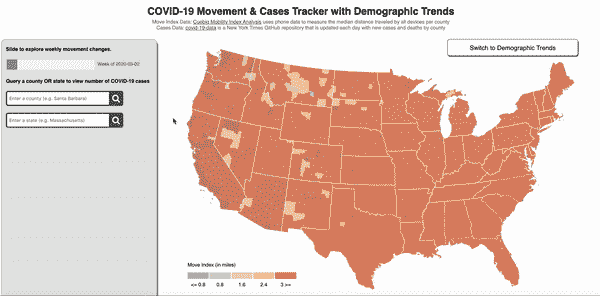 COVID-19 Movement & Cases Tracker with Demographic Trends
Move Index Data: Cuebiq Mobility Index Analysis uses phone data to measure the median distance traveled by all devices per county
Cases Data: covid-19-data is a New York Times GitHub repository that is updated each day with new cases and deaths by county
Slide to explore weekly movement changes.
Week of 2020-03-02
Query a county OR state to view number of COVID-19 cases
Enter a county (e.g. Santa Barbara)
Enter a state (e.g. Massachusetts)
Switch to Demographic Trends
Move Index (in miles)
<= 0.8 0.8 1.6 2.4 3 >=